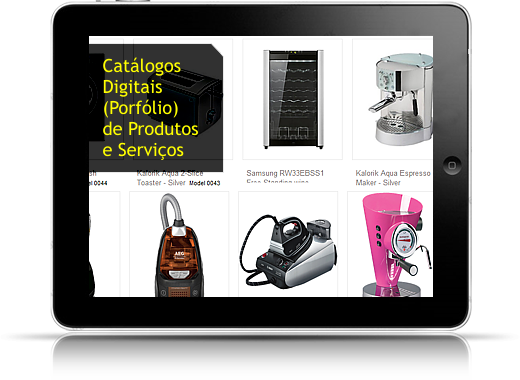 Catálogos
Digitais
(Porfólio)
de Produtos
e Serviços
sh
Kalorik Aqua 2-Slice
Toaster - Silver Model 0043
Samsung RW33EBSS1
Free Standing wine
Kalorik Aqua Espresso
Maker - Silver
Model 0044
AEG